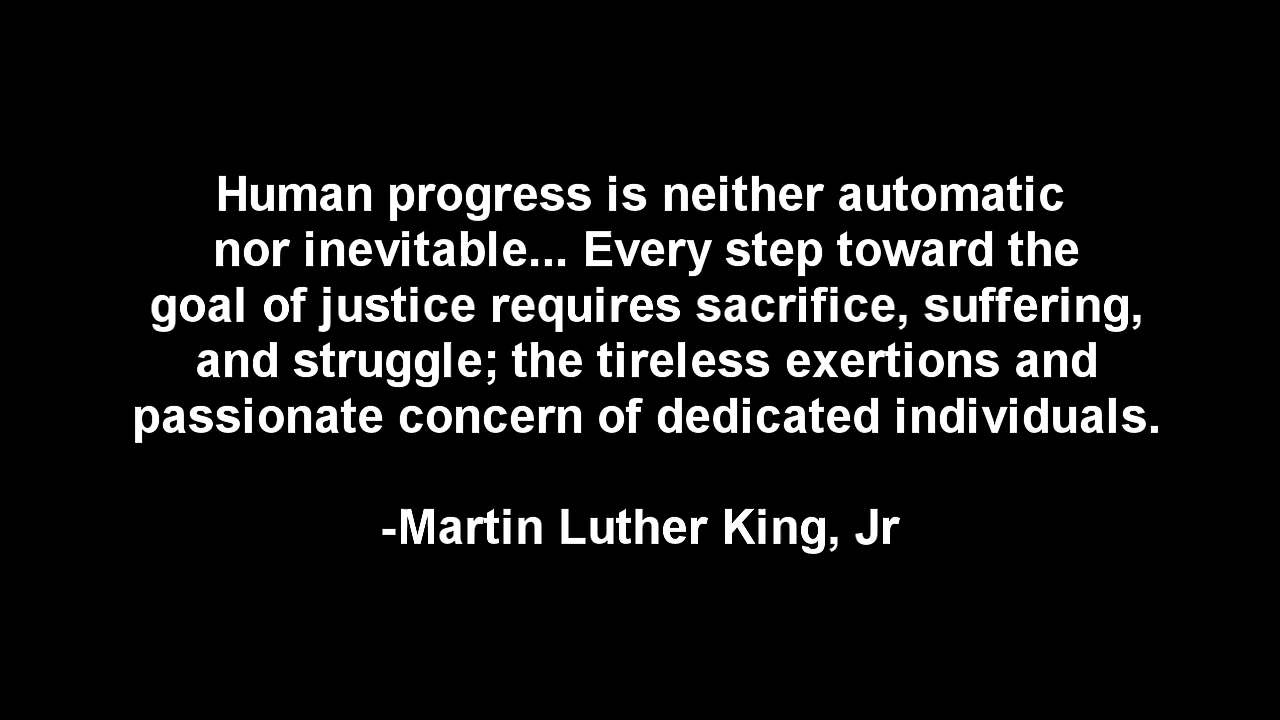 Human progress is neither automatic
nor inevitable... Every step toward the
goal of justice requires sacrifice, suffering,
and struggle; the tireless exertions and
passionate concern of dedicated individuals.
-Martin Luther King, Jr